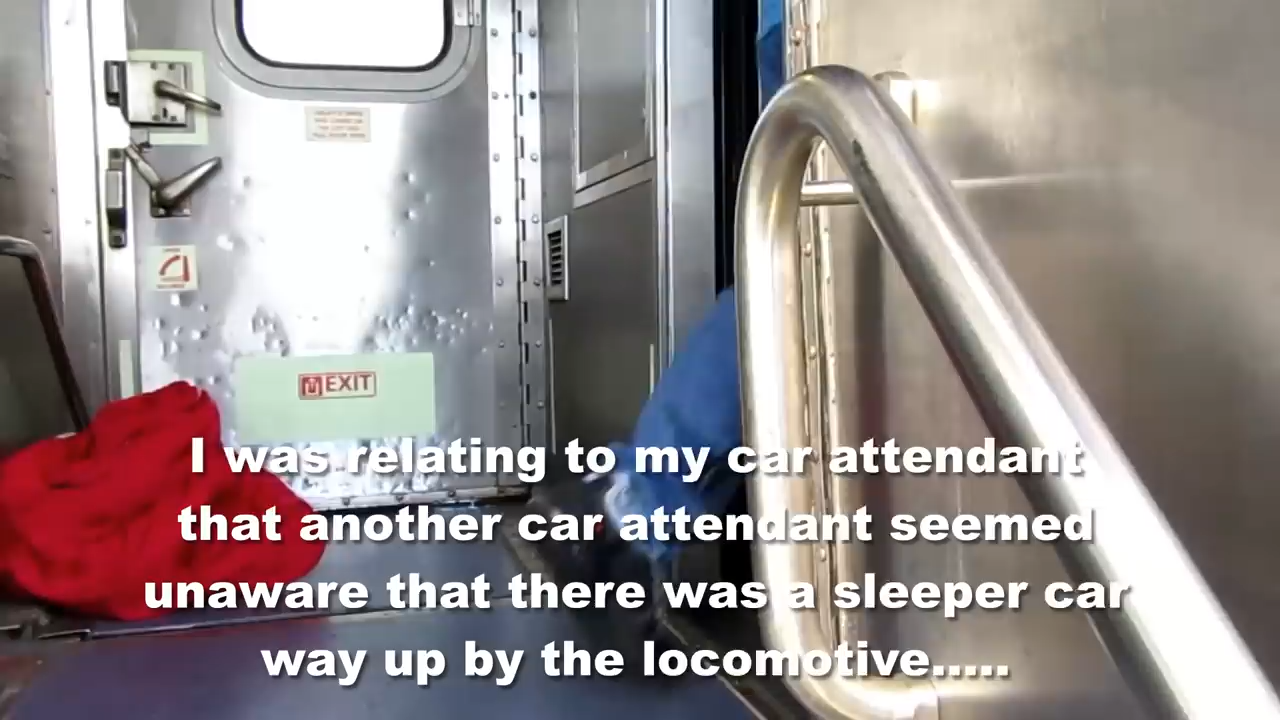 EXIT
I was relating to my car attendant
that another car attendant seemed
unaware that there was a sleeper car
way up by the locomotive.....